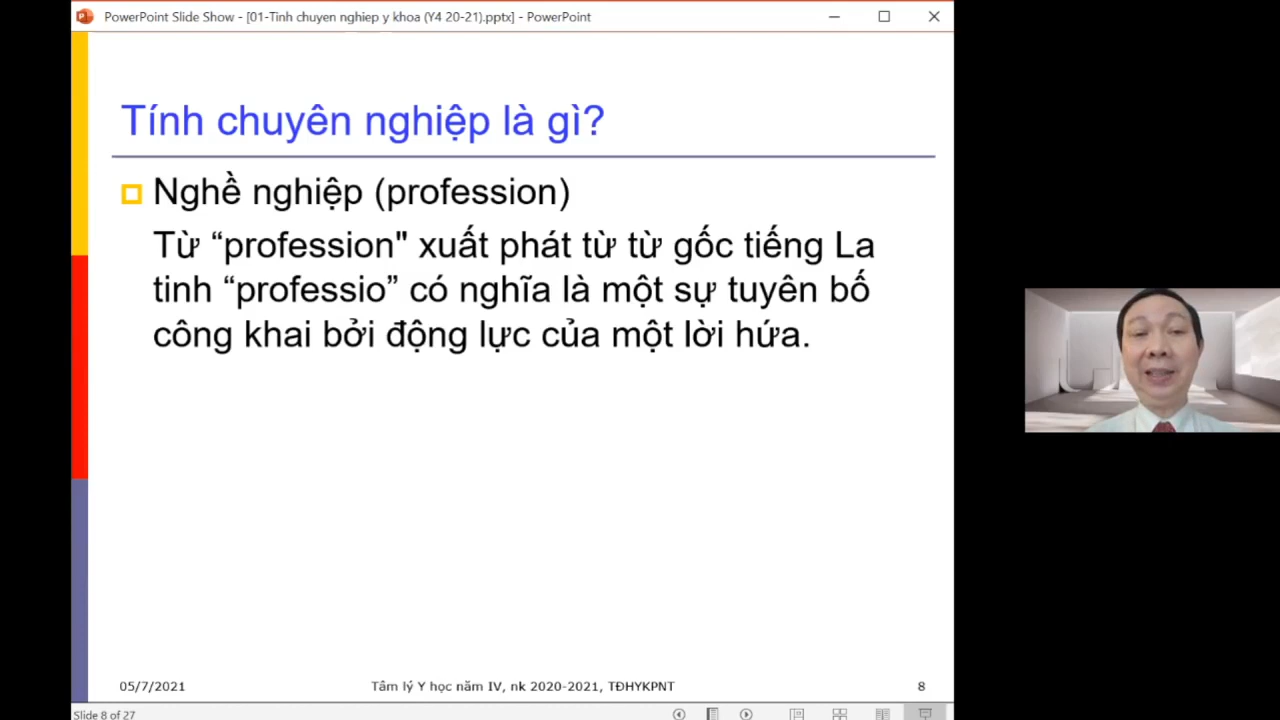 PowerPoint Slide Show - [01-Tinh chuyen nghiep y khoa (Y4 20-21).pptx] - PowerPoint
Tính chuyên nghiệp là gì?
Nghề nghiệp (profession)
Từ “profession" xuất phát từ từ gốc tiếng La
tinh “professio” có nghĩa là một sự tuyên bố
công khai bởi động lực của một lời hứa.
05/7/2021 Tâm lý Y học năm IV, nk 2020-2021, TĐHYKPNT 8
Slide 8 of 27